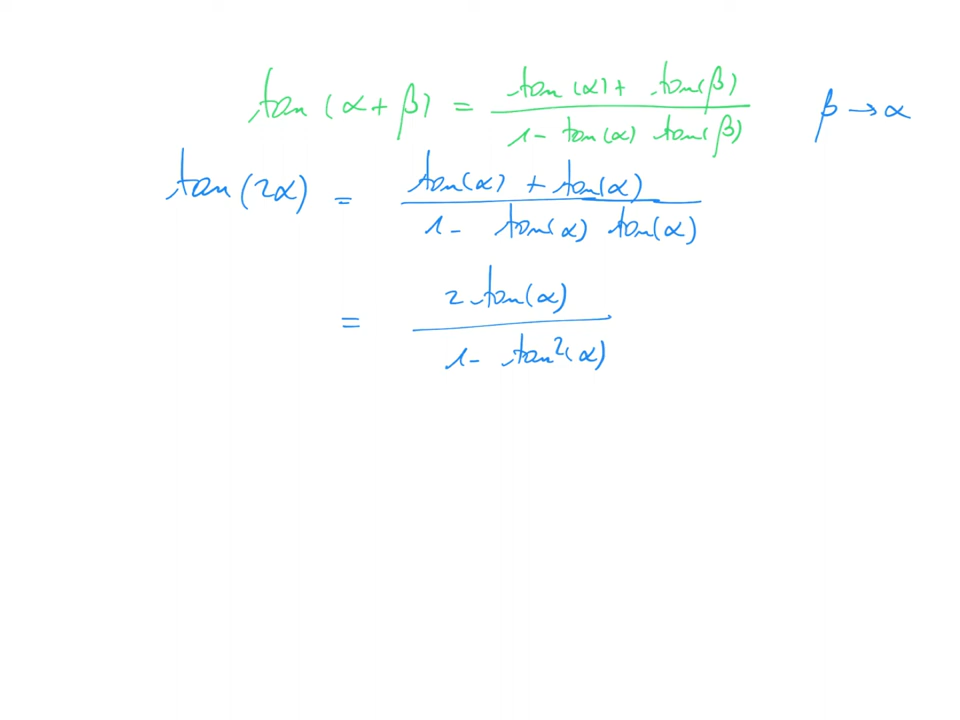 tan(α+β) = (tan(α) + tan(β)) / (1 - tan(α) tan(β))    β → α
tan(2α) = (tan(α) + tan(α)) / (1 - tan(α) tan(α))
= (2 tan(α)) / (1 - tan²(α))